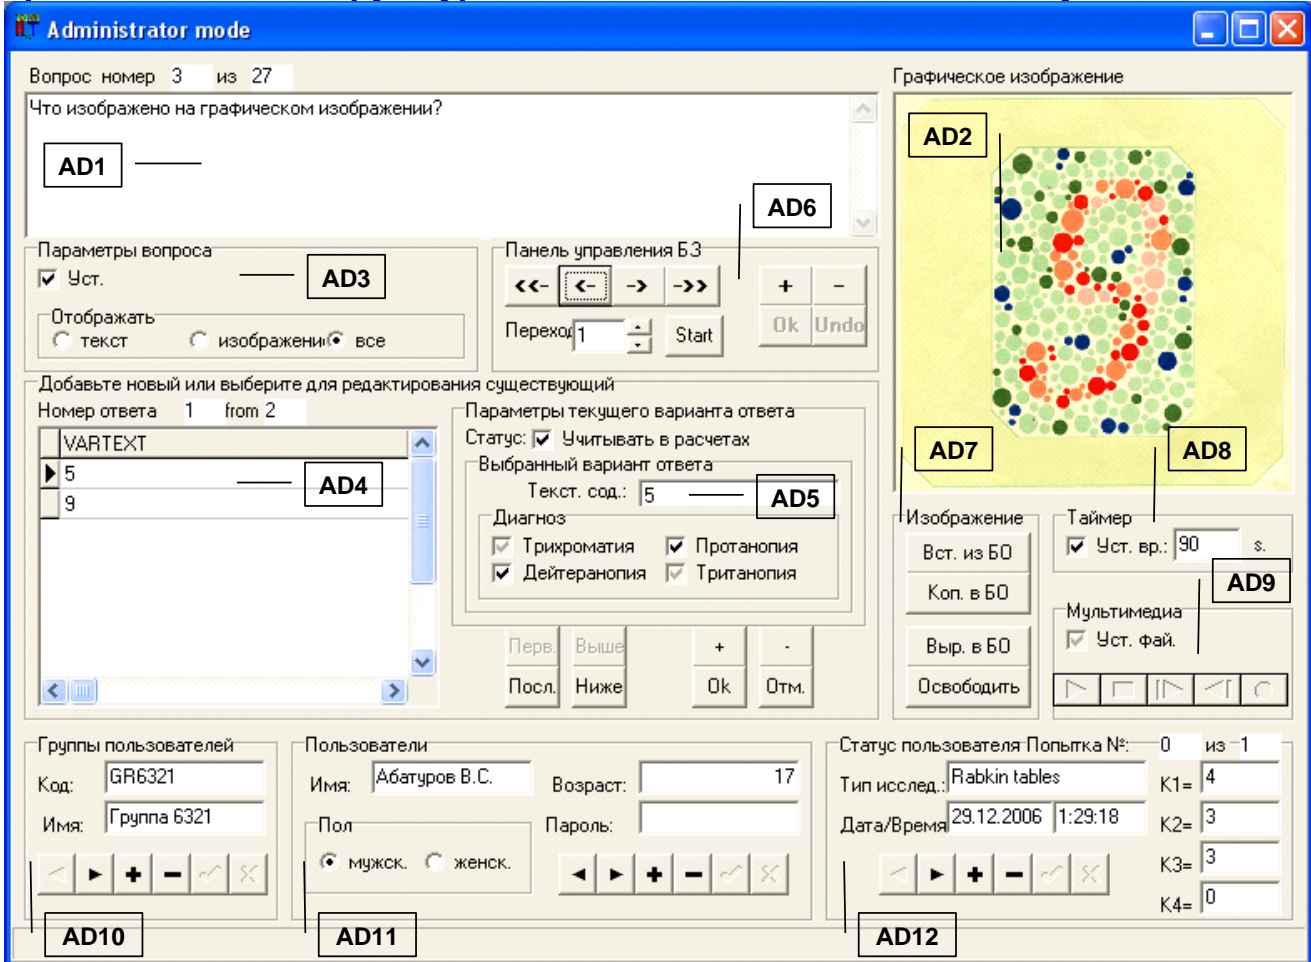 Administrator mode
Вопрос номер 3 из 27
Графическое изображение
Что изображено на графическом изображении?
AD1
AD2
AD6
Параметры вопроса
Уст.
AD3
Отображать
текст изображени все
Панель управления БЗ
<<- <- -> ->>
+ -
Ok Undo
Переход 1 Start
Добавьте новый или выберите для редактирования существующий
Номер ответа 1 from 2
VARTEXT
5
9
AD4
Параметры текущего варианта ответа
Статус: Учитывать в расчетах
Выбранный вариант ответа
Текст. сод.: 5
AD5
Диагноз
Трихроматия Протанопия
Дейтеранопия Тританопия
Перв. Выше + -
Посл. Ниже Ok Отм.
AD7
AD8
Изображение
Вст. из БО
Коп. в БО
Выр. в БО
Освободить
Таймер
Уст. вр.: 90 s.
AD9
Мультимедиа
Уст. фай.
Группы пользователей
Код: GR6321
Имя: Группа 6321
AD10
Пользователи
Имя: Абатуров В.С. Возраст: 17
Пол
Пароль:
мужск. женск.
AD11
Статус пользователя Попытка №: 0 из 1
Тип исслед.: Rabkin tables K1= 4
Дата/Время 29.12.2006 1:29:18 K2= 3
K3= 3
K4= 0
AD12